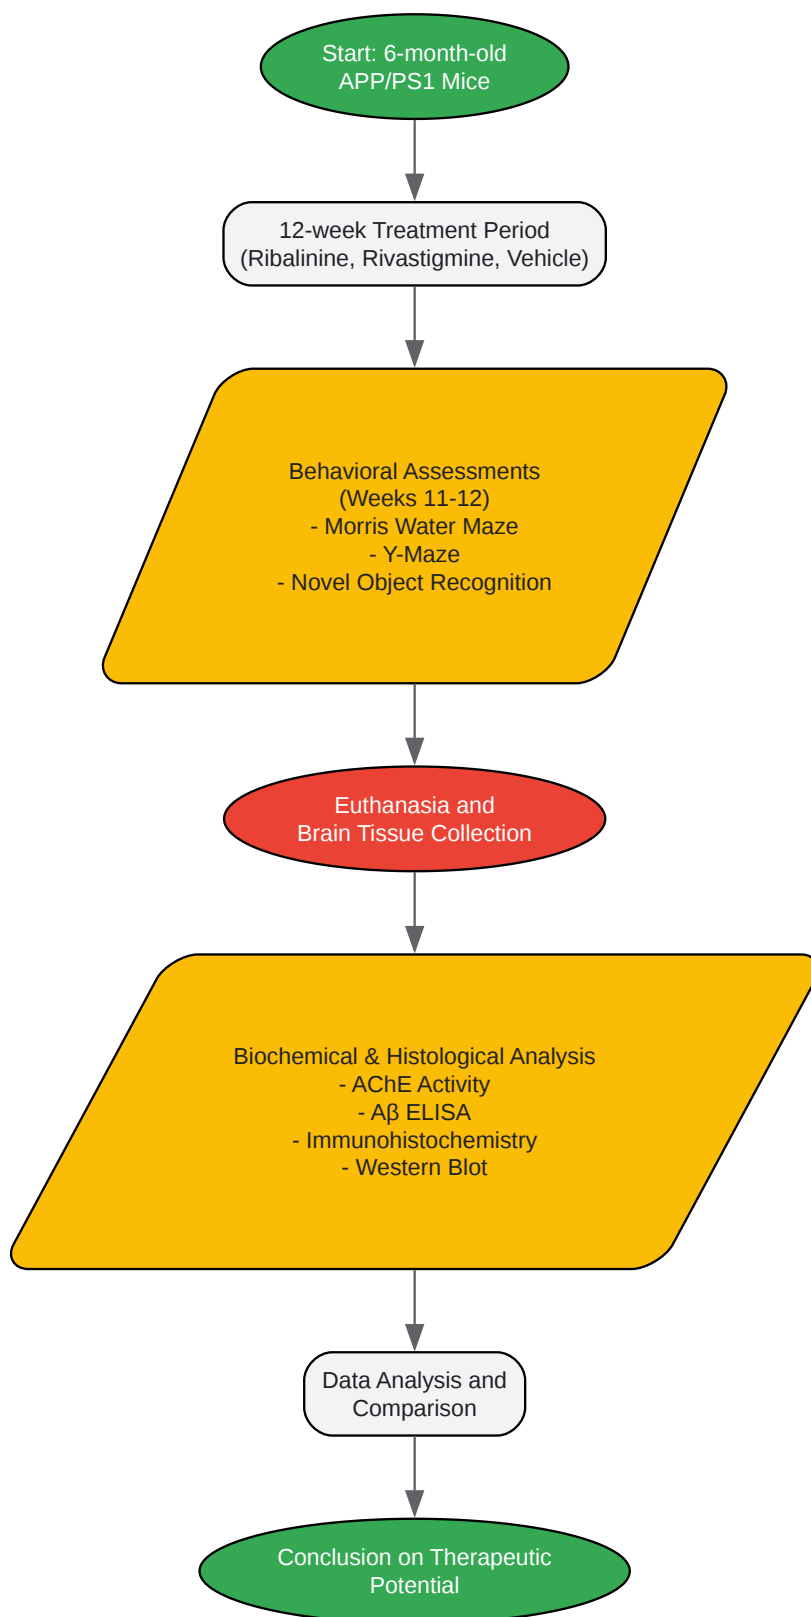 Start: 6-month-old
APP/PS1 Mice
12-week Treatment Period
(Ribalinine, Rivastigmine, Vehicle)
Behavioral Assessments
(Weeks 11-12)
- Morris Water Maze
- Y-Maze
- Novel Object Recognition
Euthanasia and
Brain Tissue Collection
Biochemical & Histological Analysis
- AChE Activity
- Aβ ELISA
- Immunohistochemistry
- Western Blot
Data Analysis and
Comparison
Conclusion on Therapeutic
Potential